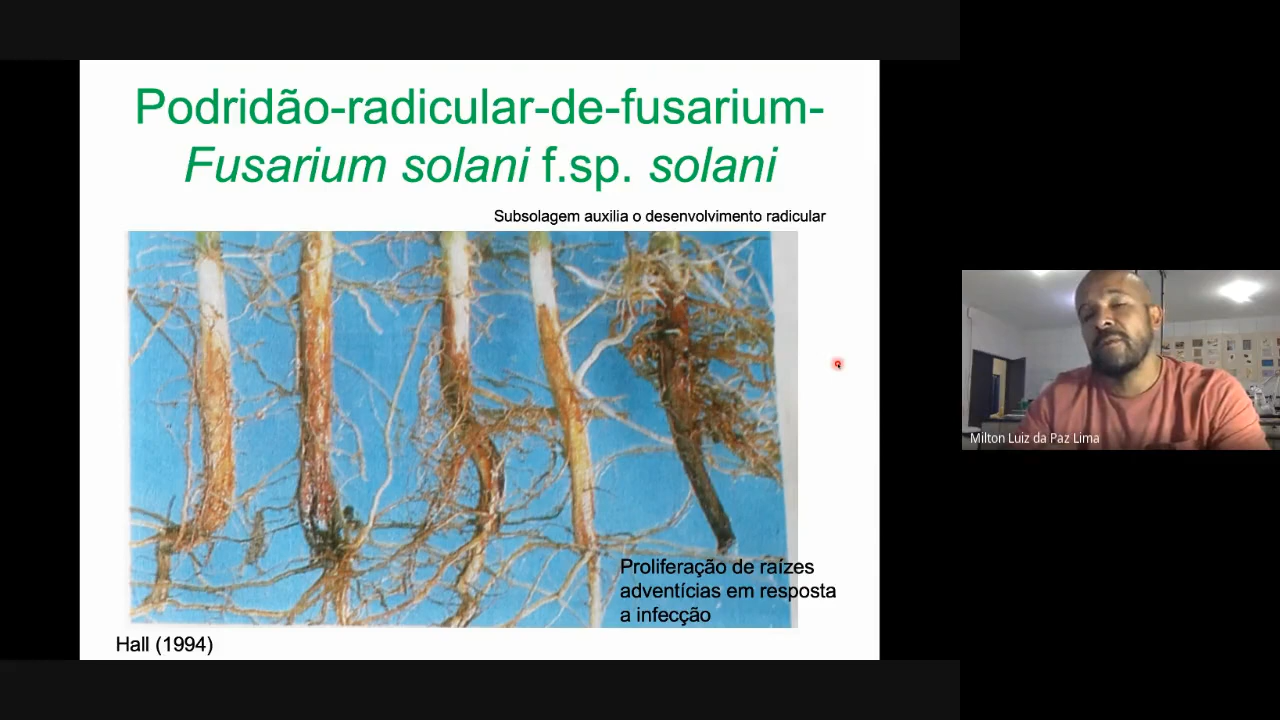 Podridão-radicular-de-fusarium-
Fusarium solani f.sp. solani
Subsolagem auxilia o desenvolvimento radicular
Proliferação de raízes
adventícias em resposta
a infecção
Hall (1994)
Milton Luiz da Paz Lima